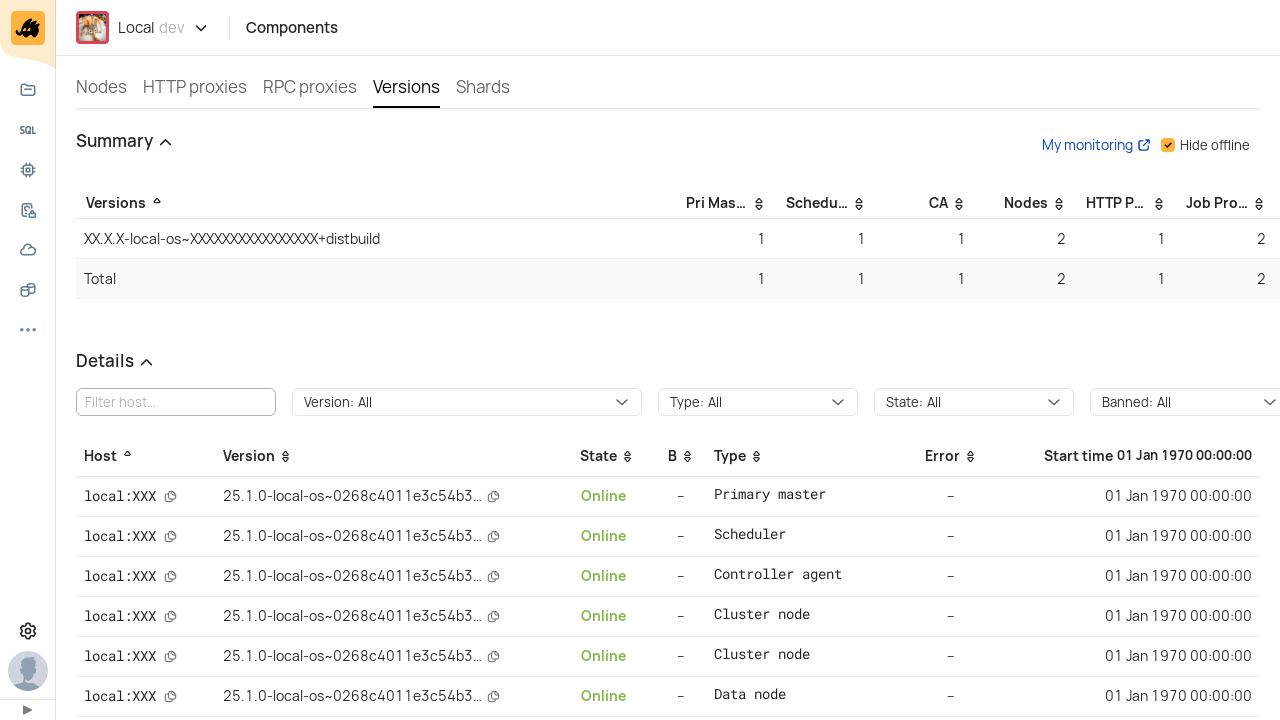 Local dev Components
Nodes HTTP proxies RPC proxies Versions Shards
Summary
My monitoring Hide offline
Versions Pri Mas... Schedu... CA Nodes HTTP P... Job Pro...
XX.X.X-local-os~XXXXXXXXXXXXXXXX+distbuild 1 1 1 2 1 2
Total 1 1 1 2 1 2
Details
Filter host... Version: All Type: All State: All Banned: All
Host Version State B Type Error Start time 01 Jan 1970 00:00:00
local:XXX 25.1.0-local-os~0268c4011e3c54b3... Online – Primary master – 01 Jan 1970 00:00:00
local:XXX 25.1.0-local-os~0268c4011e3c54b3... Online – Scheduler – 01 Jan 1970 00:00:00
local:XXX 25.1.0-local-os~0268c4011e3c54b3... Online – Controller agent – 01 Jan 1970 00:00:00
local:XXX 25.1.0-local-os~0268c4011e3c54b3... Online – Cluster node – 01 Jan 1970 00:00:00
local:XXX 25.1.0-local-os~0268c4011e3c54b3... Online – Cluster node – 01 Jan 1970 00:00:00
local:XXX 25.1.0-local-os~0268c4011e3c54b3... Online – Data node – 01 Jan 1970 00:00:00
SQL